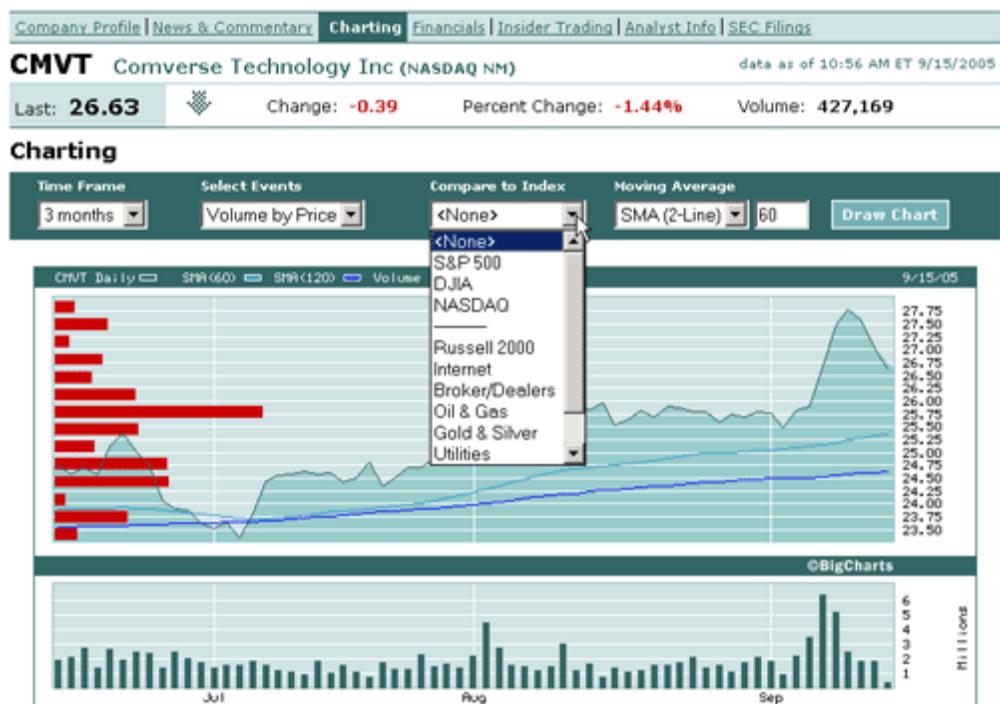 Company Profile | News & Commentary Charting Financials | Insider Trading | Analyst Info | SEC Filings
CMVT Comverse Technology Inc (NASDAQ NM) data as of 10:56 AM ET 9/15/2005
Last: 26.63 Change: -0.39 Percent Change: -1.44% Volume: 427,169
Charting
Time Frame Select Events Compare to Index Moving Average
3 months Volume by Price <None> SMA (2-Line) 60 Draw Chart
<None>
S&P 500
DJIA
NASDAQ
Russell 2000
Internet
Broker/Dealers
Oil & Gas
Gold & Silver
Utilities
CMVT Daily SMA(60) SMA(120) Volume 9/15/05
27.75
27.50
27.25
27.00
26.75
26.50
26.25
26.00
25.75
25.50
25.25
25.00
24.75
24.50
24.25
24.00
23.75
23.50
©BigCharts
6
5
4
3
2
1
Millions
Jul Aug Sep